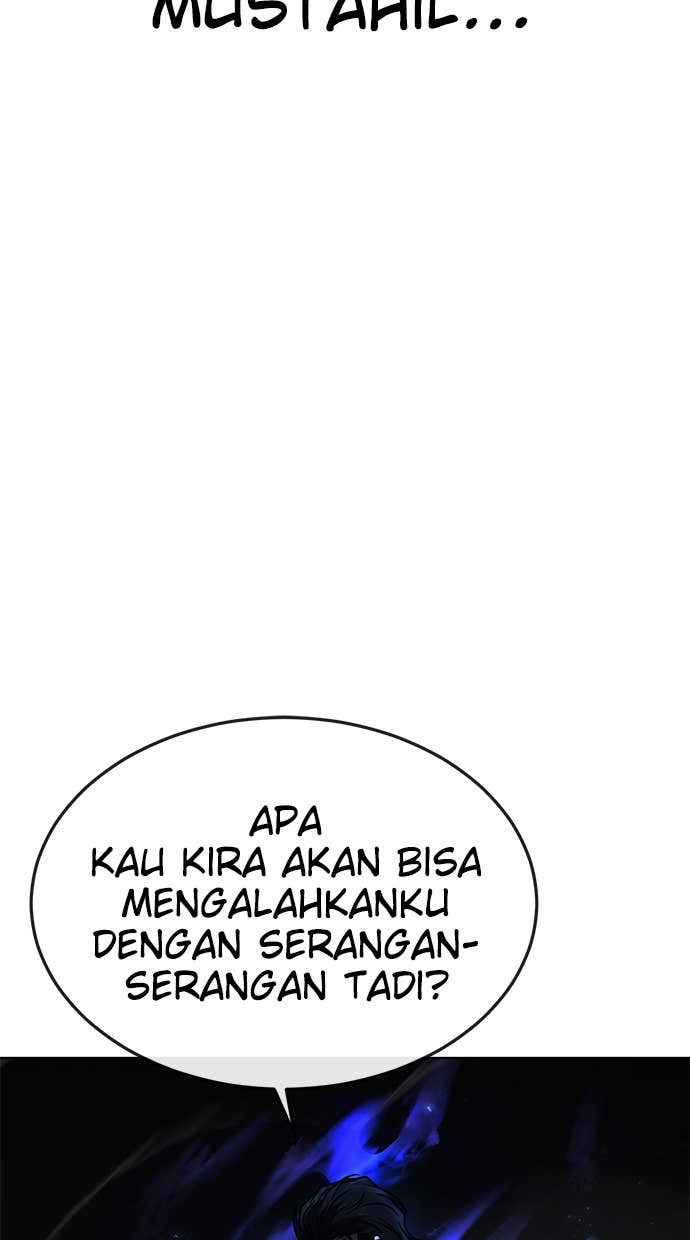 MUSTAHIL...
APA
KAU KIRA AKAN BISA
MENGALAHKANKU
DENGAN SERANGAN-
SERANGAN TADI?